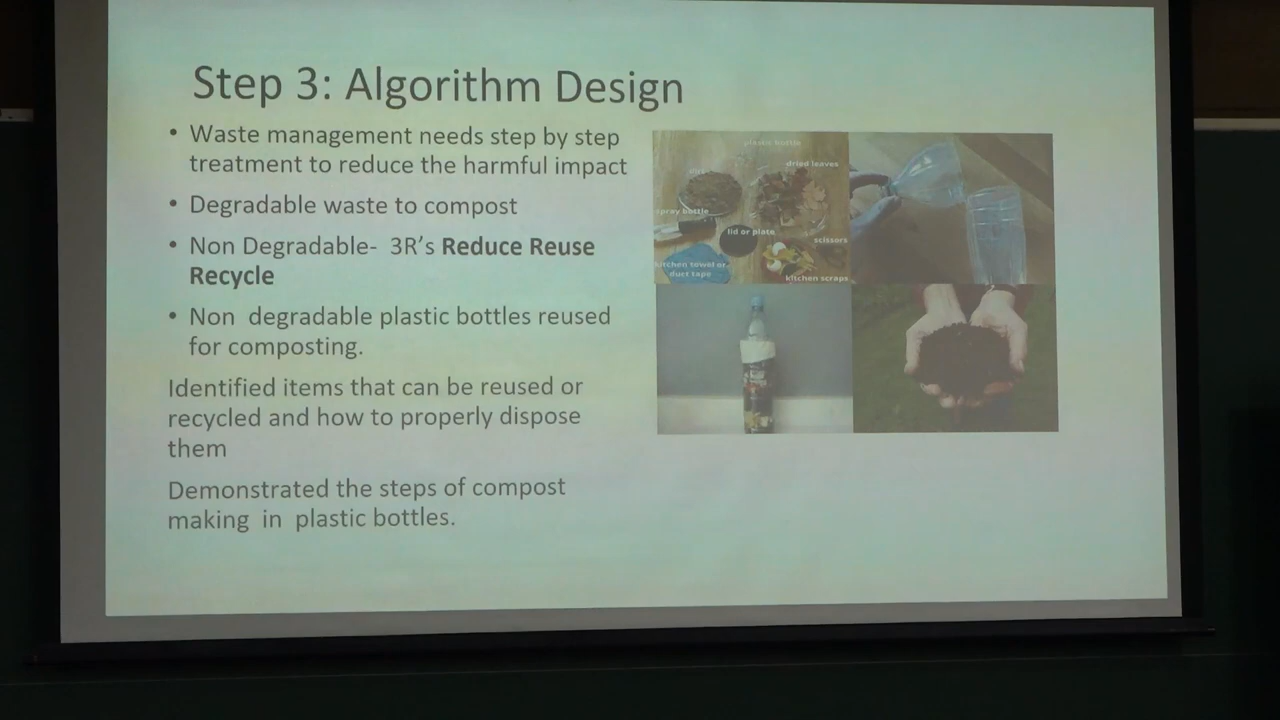 Step 3: Algorithm Design
• Waste management needs step by step
treatment to reduce the harmful impact
• Degradable waste to compost
• Non Degradable- 3R's Reduce Reuse
Recycle
• Non degradable plastic bottles reused
for composting.
Identified items that can be reused or
recycled and how to properly dispose
them
Demonstrated the steps of compost
making in plastic bottles.
plastic bottle
dried leaves
spray bottle
lid or plate
scissors
kitchen towel or
duct tape
kitchen scraps